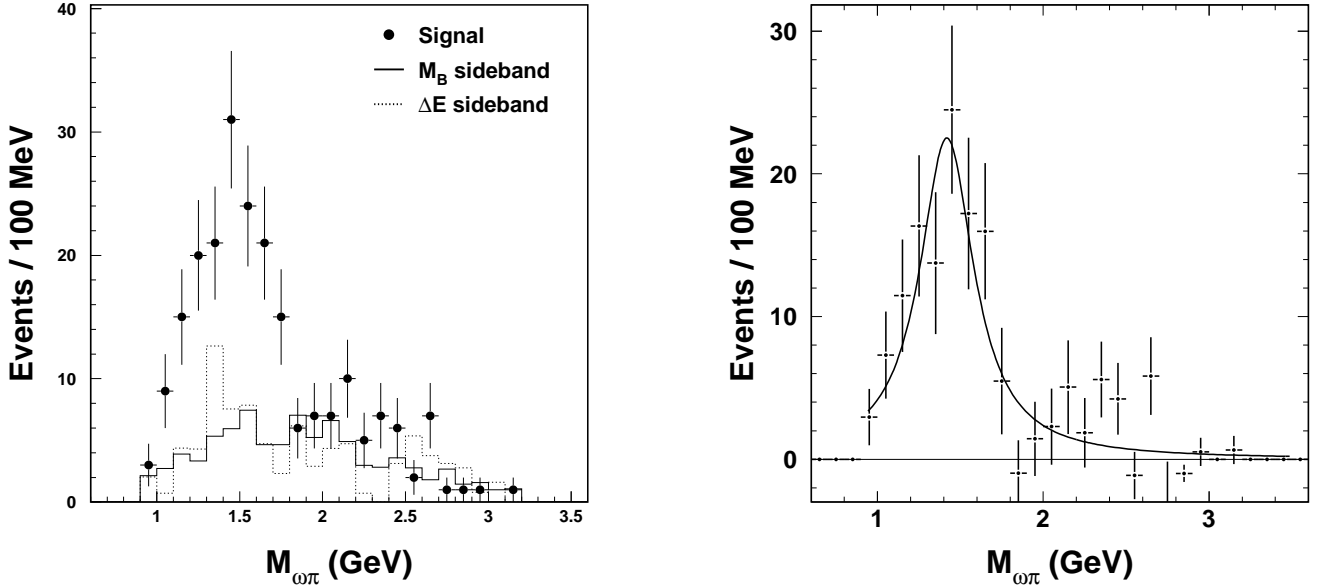 Events / 100 MeV
40
30
20
10
0
Signal
M_B sideband
ΔE sideband
1 1.5 2 2.5 3 3.5
M_ωπ (GeV)
Events / 100 MeV
30
20
10
0
1 2 3
M_ωπ (GeV)